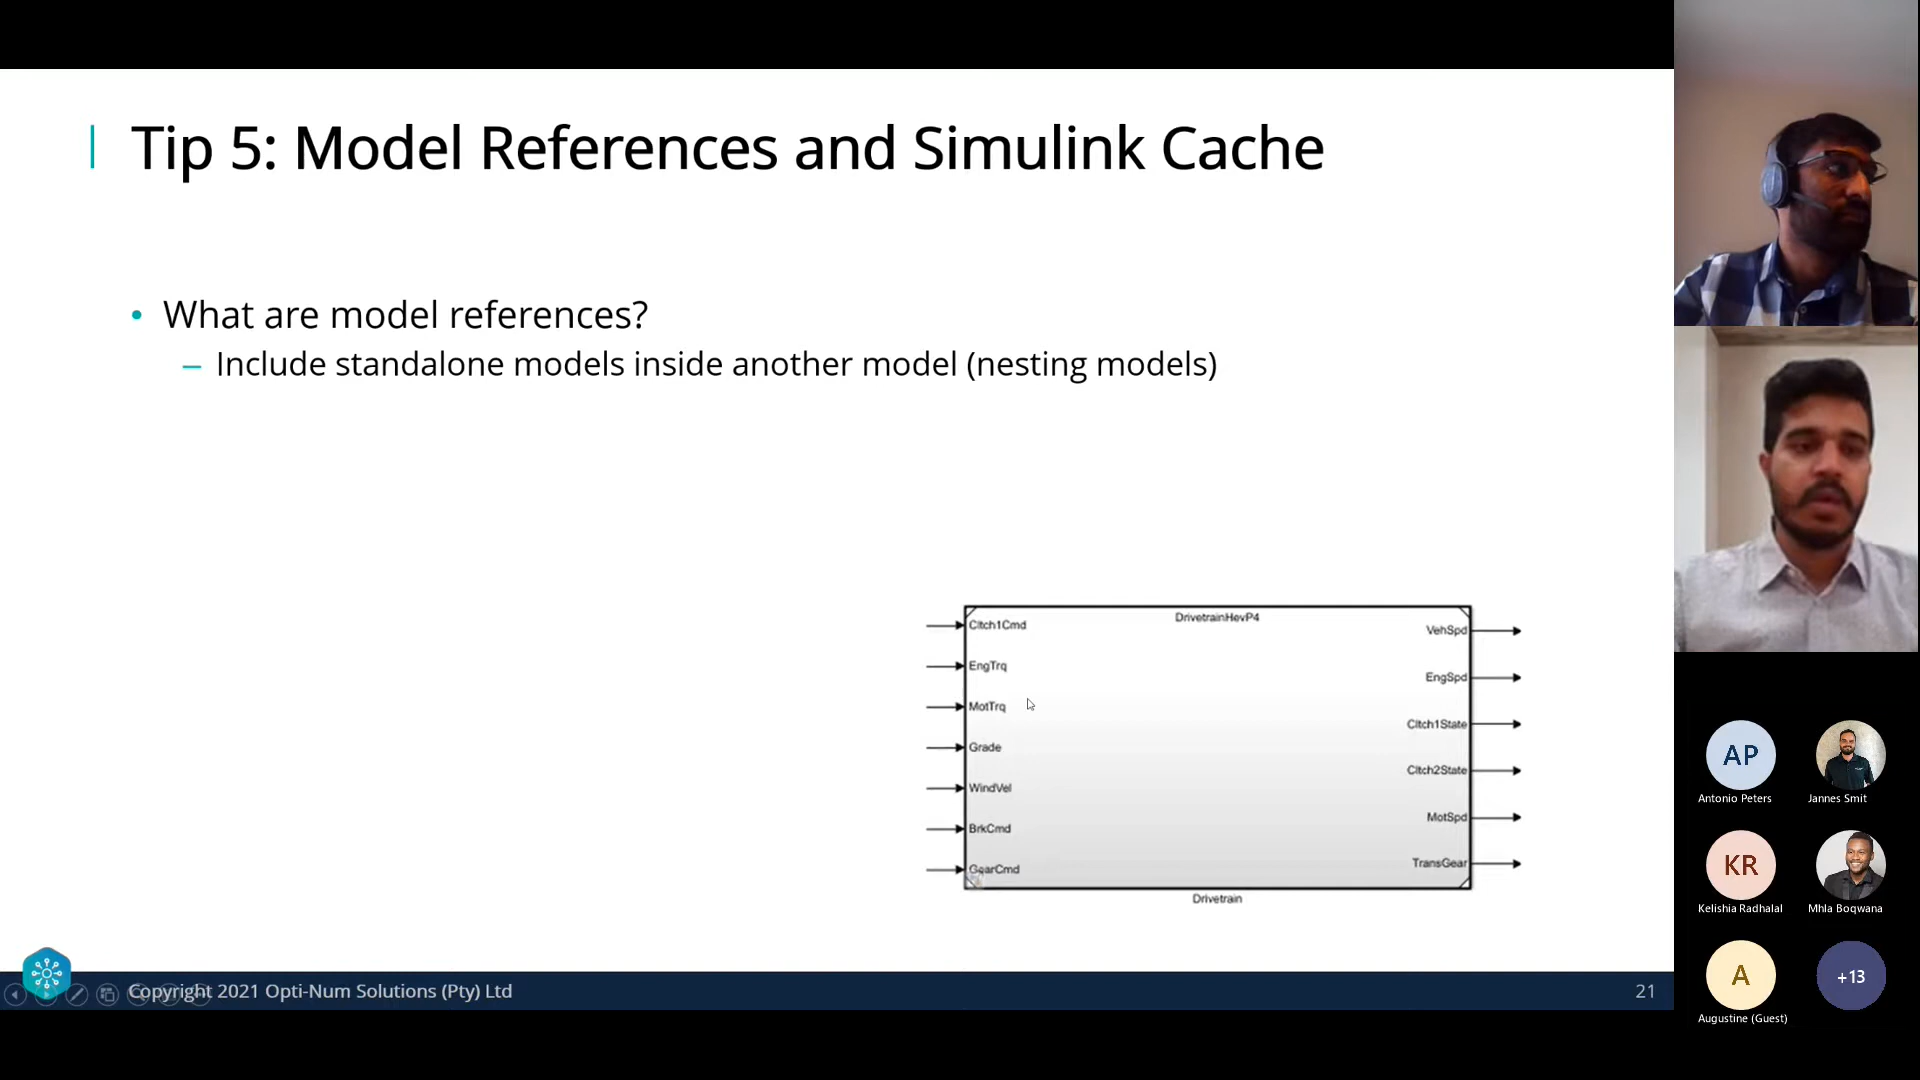 Tip 5: Model References and Simulink Cache
• What are model references?
– Include standalone models inside another model (nesting models)
DrivetrainHevP4
Cltch1Cmd
EngTrq
MotTrq
Grade
WindVel
BrkCmd
GearCmd
VehSpd
EngSpd
Cltch1State
Cltch2State
MotSpd
TransGear
Drivetrain
Copyright 2021 Opti-Num Solutions (Pty) Ltd
21
AP
Antonio Peters
Jannes Smit
KR
Kelishia Radhalal
Mhla Boqwana
A
Augustine (Guest)
+13